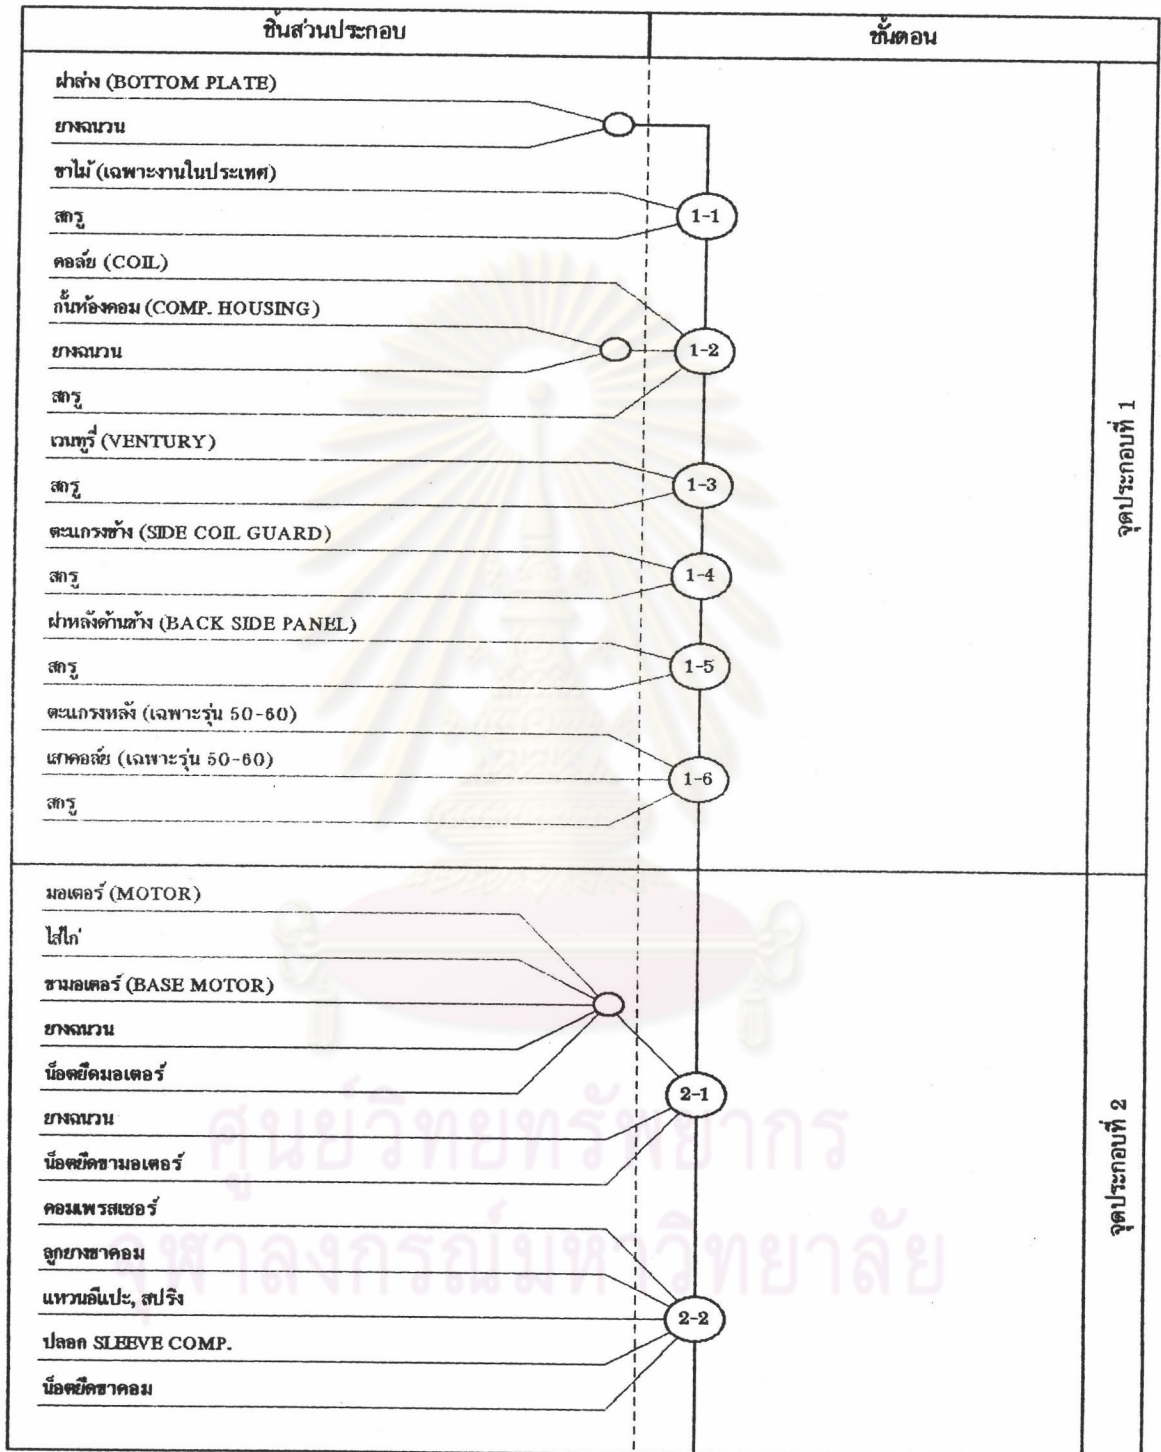 ชิ้นส่วนประกอบ
ขั้นตอน
ฝาล่าง (BOTTOM PLATE)
ยางฉนวน
ขาไม้ (เฉพาะงานในประเทศ)
สกรู
1-1
คอล์ย (COIL)
กั้นห้องคอม (COMP. HOUSING)
ยางฉนวน
1-2
สกรู
เวนทูรี่ (VENTURY)
สกรู
1-3
ตะแกรงข้าง (SIDE COIL GUARD)
สกรู
1-4
ฝาหลังด้านข้าง (BACK SIDE PANEL)
สกรู
1-5
ตะแกรงหลัง (เฉพาะรุ่น 50-60)
เสาคอล์ย (เฉพาะรุ่น 50-60)
1-6
สกรู
จุดประกอบที่ 1
มอเตอร์ (MOTOR)
ไส้ไก่
ขามอเตอร์ (BASE MOTOR)
ยางฉนวน
น็อตยึดมอเตอร์
2-1
ยางฉนวน
น็อตยึดขามอเตอร์
คอมเพรสเซอร์
ลูกยางขาคอม
แหวนอีแปะ, สปริง
2-2
ปลอก SLEEVE COMP.
น็อตยึดขาคอม
จุดประกอบที่ 2
ศูนย์วิทยทรัพยากร
จุฬาลงกรณ์มหาวิทยาลัย